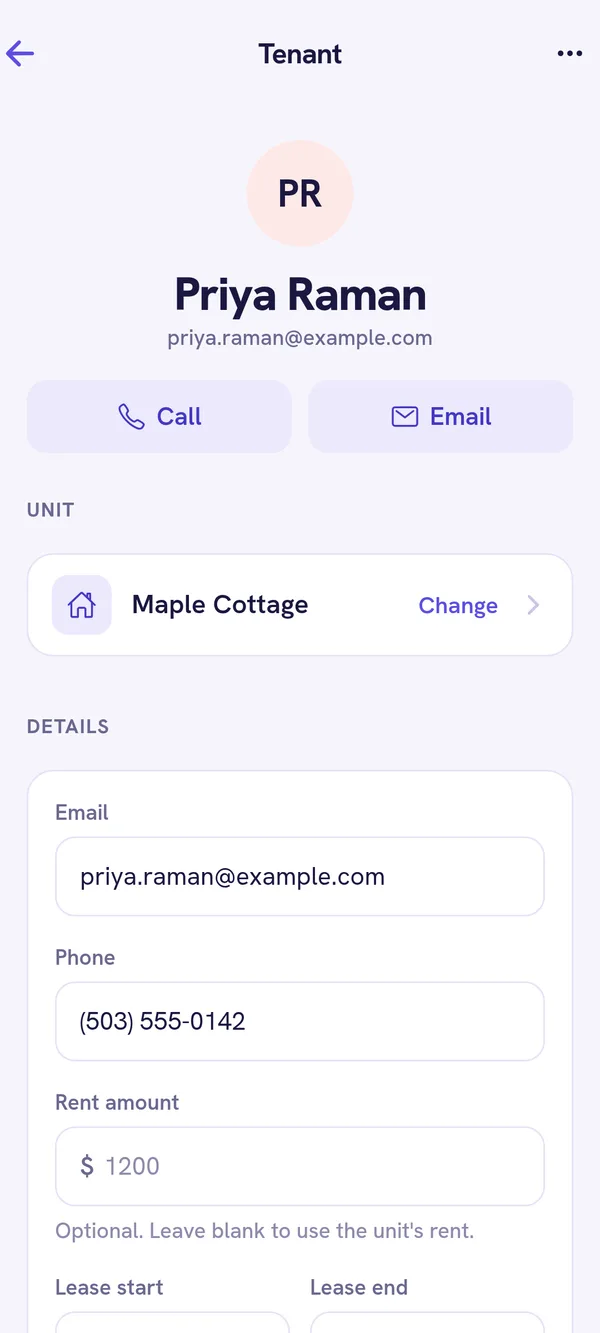 Tenant
PR
Priya Raman
priya.raman@example.com
Call
Email
UNIT
Maple Cottage
Change
DETAILS
Email
priya.raman@example.com
Phone
(503) 555-0142
Rent amount
$ 1200
Optional. Leave blank to use the unit's rent.
Lease start
Lease end